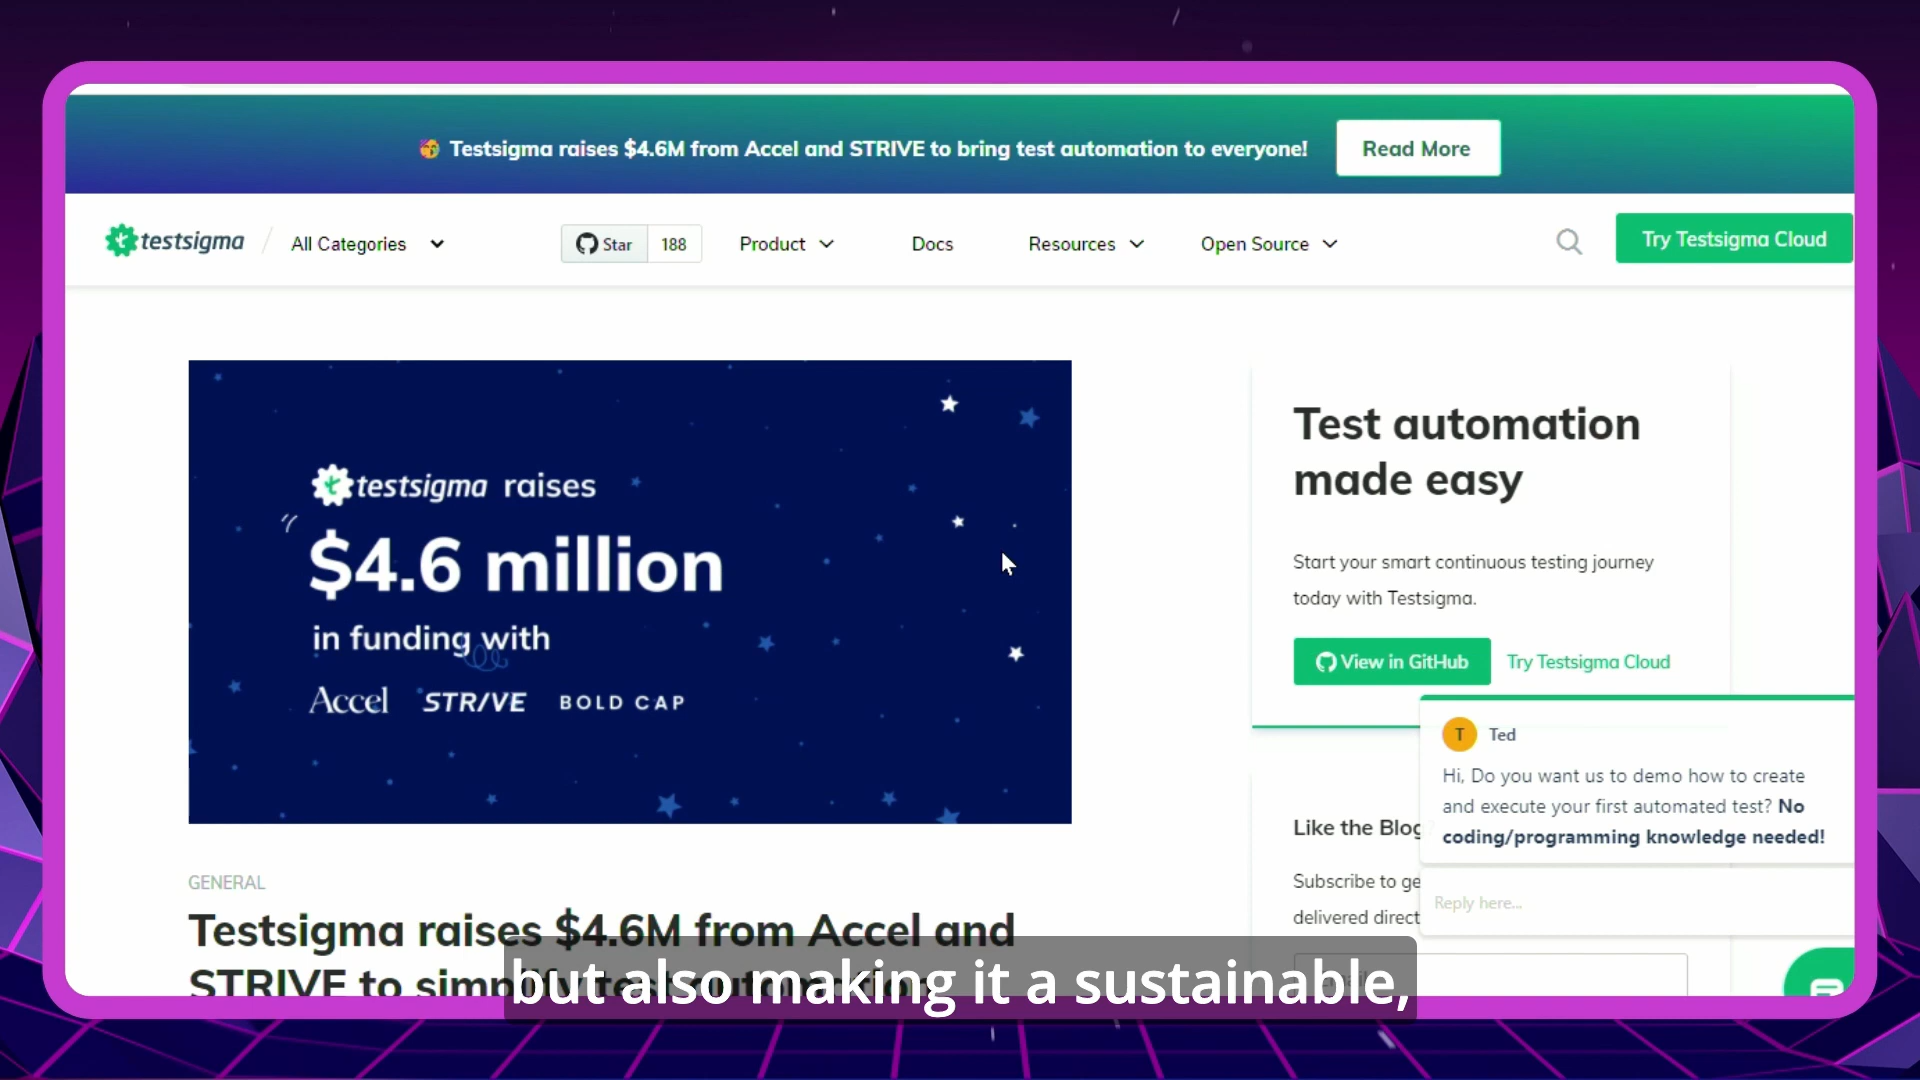 Testsigma raises $4.6M from Accel and STRIVE to bring test automation to everyone!
Read More
testsigma / All Categories
Star 188
Product
Docs
Resources
Open Source
Try Testsigma Cloud
testsigma raises
$4.6 million
in funding with
Accel STRIVE BOLD CAP
Test automation
made easy
Start your smart continuous testing journey
today with Testsigma.
View in GitHub
Try Testsigma Cloud
T Ted
Hi, Do you want us to demo how to create
and execute your first automated test? No
coding/programming knowledge needed!
Reply here...
Like the Blog
Subscribe to ge
delivered direct
GENERAL
Testsigma raises $4.6M from Accel and
STRIVE to simplify test automation
but also making it a sustainable,